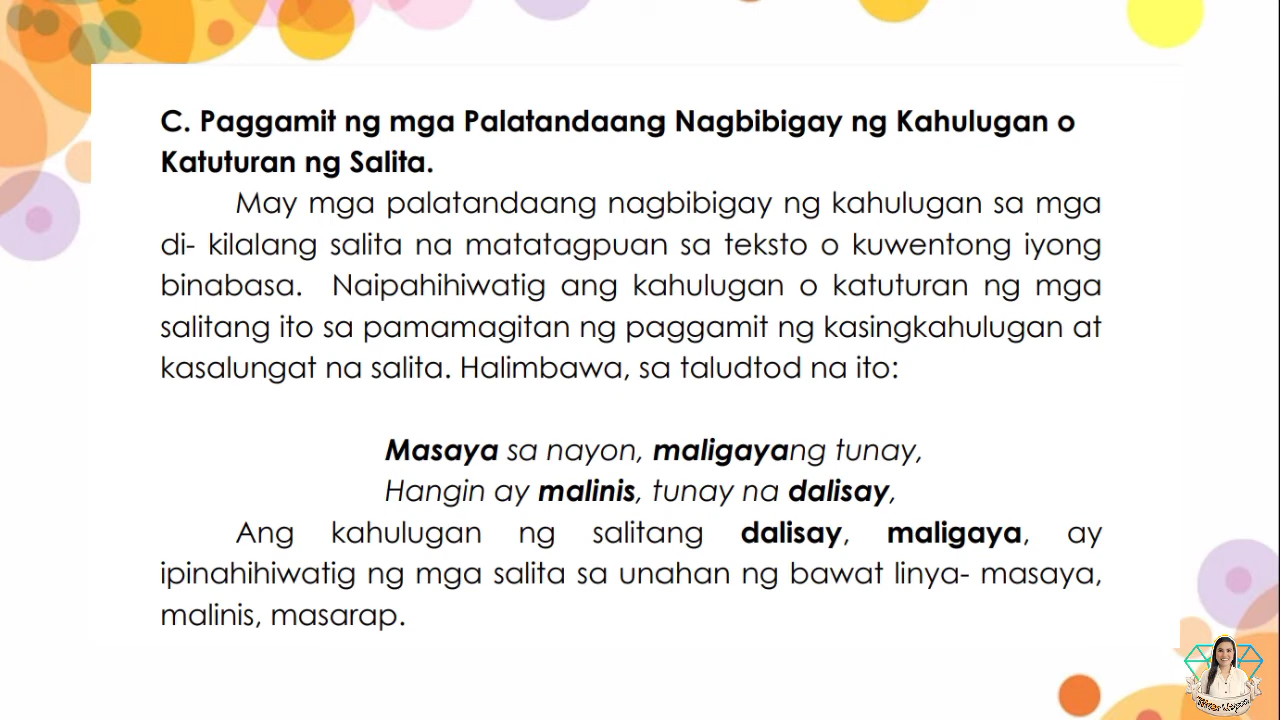 C. Paggamit ng mga Palatandaang Nagbibigay ng Kahulugan o
Katuturan ng Salita.
May mga palatandaang nagbibigay ng kahulugan sa mga
di- kilalang salita na matatagpuan sa teksto o kuwentong iyong
binabasa. Naipahihiwatig ang kahulugan o katuturan ng mga
salitang ito sa pamamagitan ng paggamit ng kasingkahulugan at
kasalungat na salita. Halimbawa, sa taludtod na ito:
Masaya sa nayon, maligayang tunay,
Hangin ay malinis, tunay na dalisay,
Ang kahulugan ng salitang dalisay, maligaya, ay
ipinahihiwatig ng mga salita sa unahan ng bawat linya- masaya,
malinis, masarap.